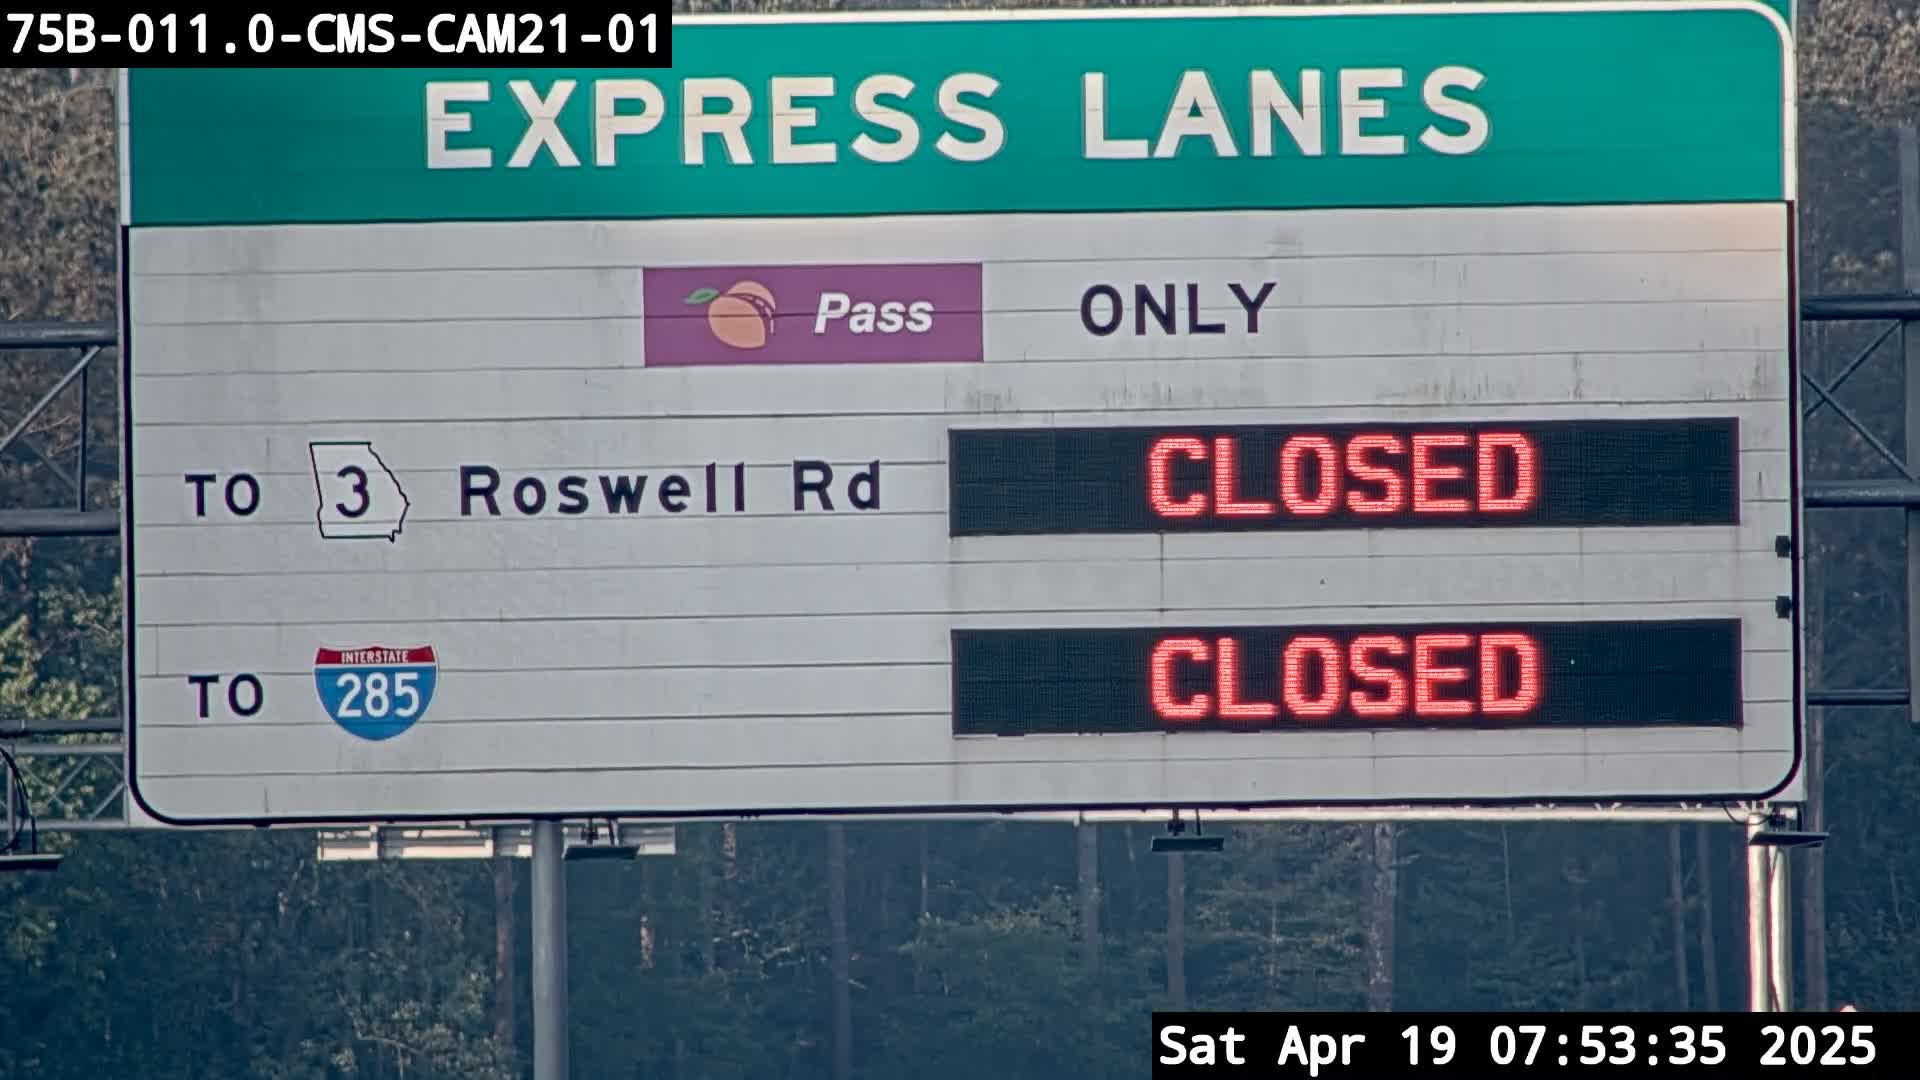 75B-011.0-CMS-CAM21-01
EXPRESS LANES
Pass ONLY
TO 3 Roswell Rd CLOSED
INTERSTATE
TO 285 CLOSED
Sat Apr 19 07:53:35 2025